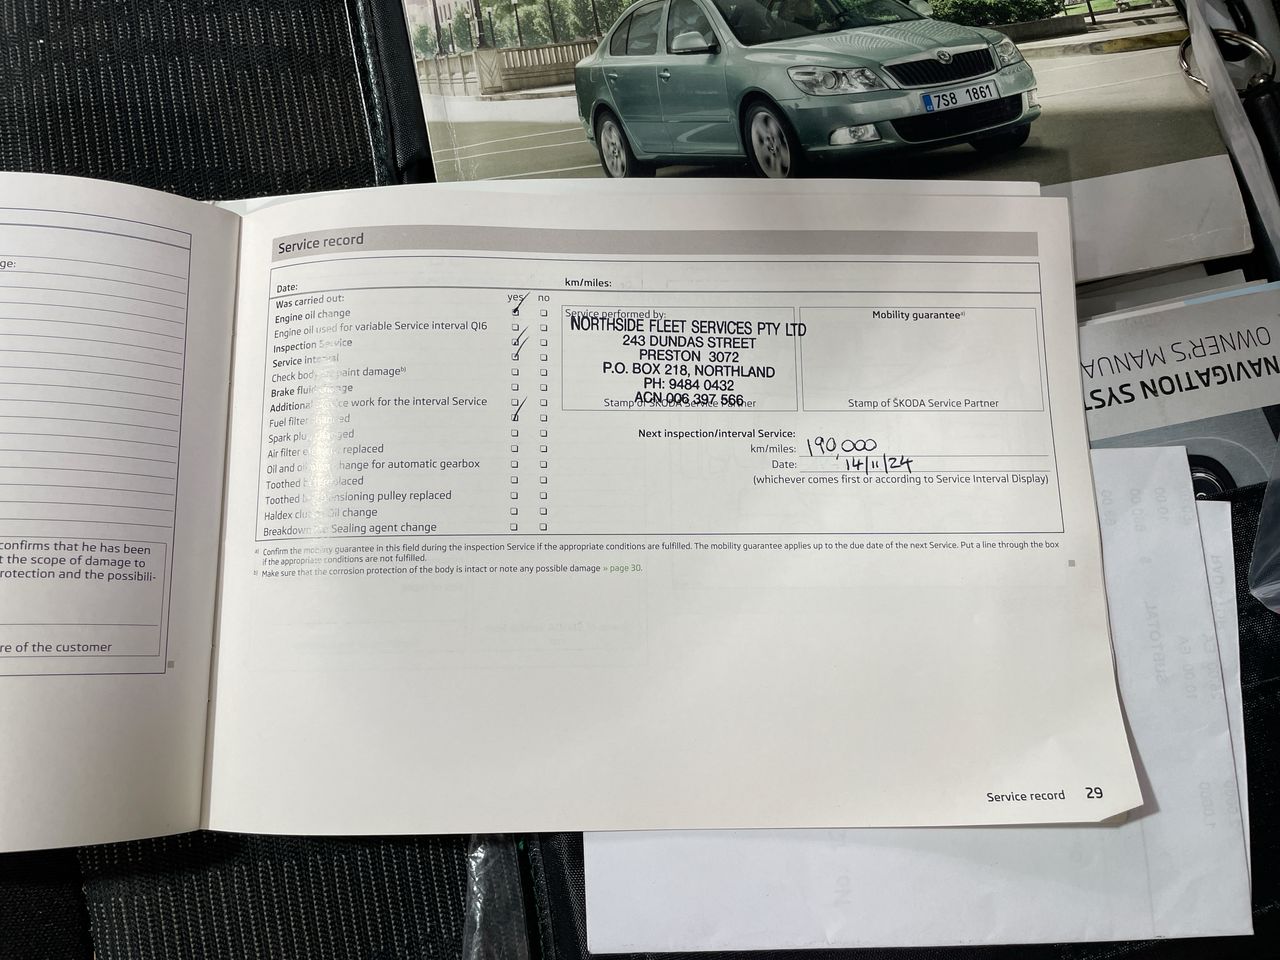 7S8 1861
Service record
Date:
km/miles:
Was carried out:
yes no
Engine oil change
Engine oil used for variable Service interval QI6
Inspection Service
Service interval
Check body paint damage b)
Brake fluid change
Additional service work for the interval Service
Fuel filter changed
Spark plugs changed
Air filter replaced
Oil and oil change for automatic gearbox
Toothed replaced
Toothed tensioning pulley replaced
Haldex clutch Oil change
Breakdown Sealing agent change
Service performed by:
NORTHSIDE FLEET SERVICES PTY LTD
243 DUNDAS STREET
PRESTON 3072
P.O. BOX 218, NORTHLAND
PH: 9484 0432
ACN 006 397 566
Stamp of ŠKODA Service Partner
Mobility guarantee a)
Stamp of ŠKODA Service Partner
Next inspection/interval Service:
km/miles: 190,000
Date: 14/11/24
(whichever comes first or according to Service Interval Display)
a) Confirm the mobility guarantee in this field during the inspection Service if the appropriate conditions are fulfilled. The mobility guarantee applies up to the due date of the next Service. Put a line through the box
if the appropriate conditions are not fulfilled.
b) Make sure that the corrosion protection of the body is intact or note any possible damage » page 30.
Service record 29
ge:
confirms that he has been
t the scope of damage to
rotection and the possibili-
re of the customer
NAVIGATION SYS
OWNER'S MANUA
SUBTOTAL